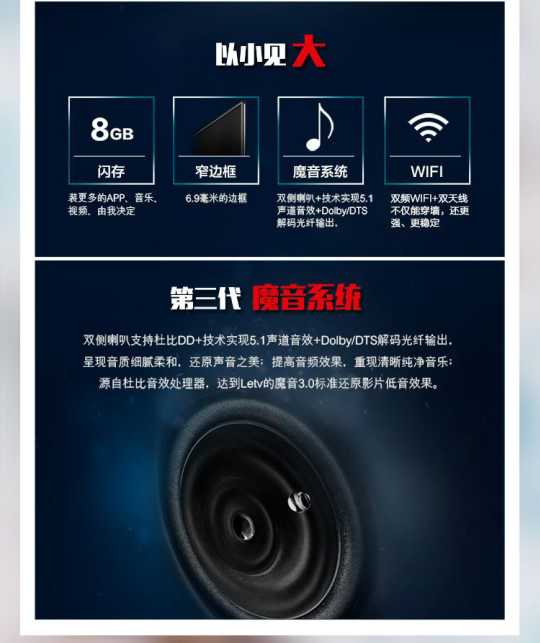 以小见大
8GB
闪存
装更多的APP、音乐、
视频，由我决定
窄边框
6.9毫米的边框
魔音系统
双侧喇叭+技术实现5.1
声道音效+Dolby/DTS
解码光纤输出，
WIFI
双频WIFI+双天线
不仅能穿墙，还更
强、更稳定
第三代 魔音系统
双侧喇叭支持杜比DD+技术实现5.1声道音效+Dolby/DTS解码光纤输出，
呈现音质细腻柔和，还原声音之美；提高音频效果，重现清晰纯净音乐；
源自杜比音效处理器，达到Letv的魔音3.0标准还原影片低音效果。